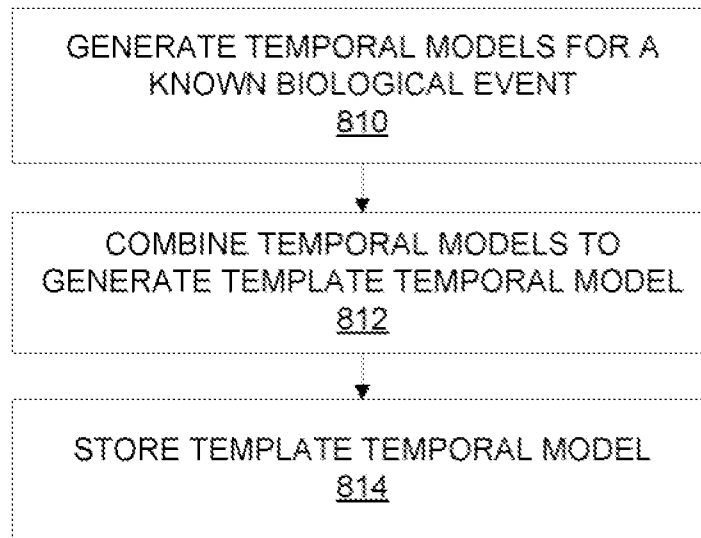 GENERATE TEMPORAL MODELS FOR A
KNOWN BIOLOGICAL EVENT
810
COMBINE TEMPORAL MODELS TO
GENERATE TEMPLATE TEMPORAL MODEL
812
STORE TEMPLATE TEMPORAL MODEL
814